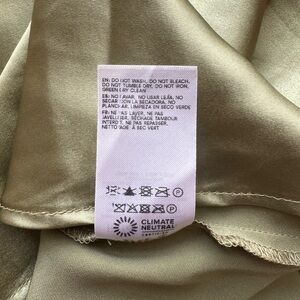 EN: DO NOT WASH, DO NOT BLEACH,
DO NOT TUMBLE DRY, DO NOT IRON,
GREEN DRY CLEAN
ES: NO LAVAR, NO USAR LEJÍA, NO
SECAR CON LA SECADORA, NO
PLANCHAR, LIMPIEZA EN SECO VERDE
FR: NE PAS LAVER, NE PAS
JAVELLISER, SÉCHAGE TAMBOUR
INTERDIT, NE PAS REPASSER,
NETTOYAGE À SEC VERT
P
P
CLIMATE
NEUTRAL
CERTIFIED